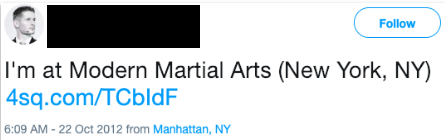 Follow
I'm at Modern Martial Arts (New York, NY)
4sq.com/TCbIdF
6:09 AM - 22 Oct 2012 from Manhattan, NY